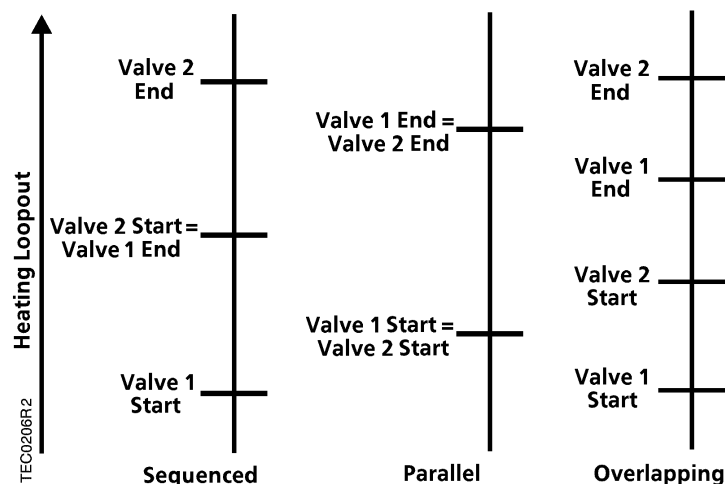 Heating Loopout
TEC0206R2
Valve 2
End
Valve 2 Start =
Valve 1 End
Valve 1
Start
Sequenced
Valve 1 End =
Valve 2 End
Valve 1 Start =
Valve 2 Start
Parallel
Valve 2
End
Valve 1
End
Valve 2
Start
Valve 1
Start
Overlapping